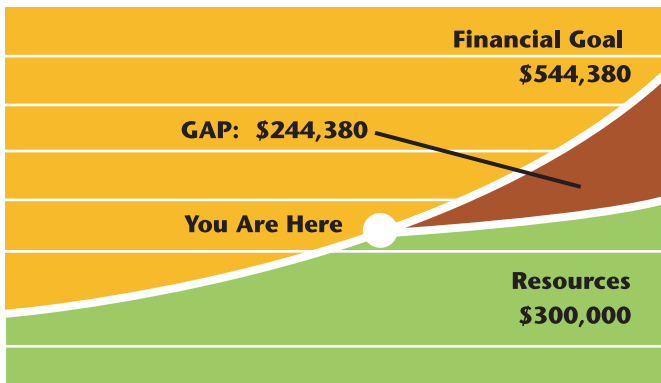 Financial Goal
$544,380
GAP: $244,380
You Are Here
Resources
$300,000